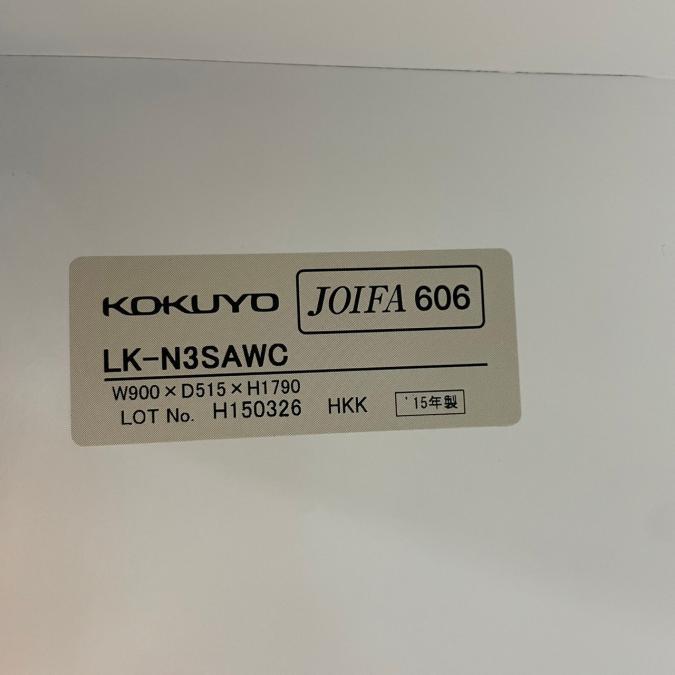 KOKUYO JOIFA 606
LK-N3SAWC
W900×D515×H1790
LOT No. H150326 HKK '15年製